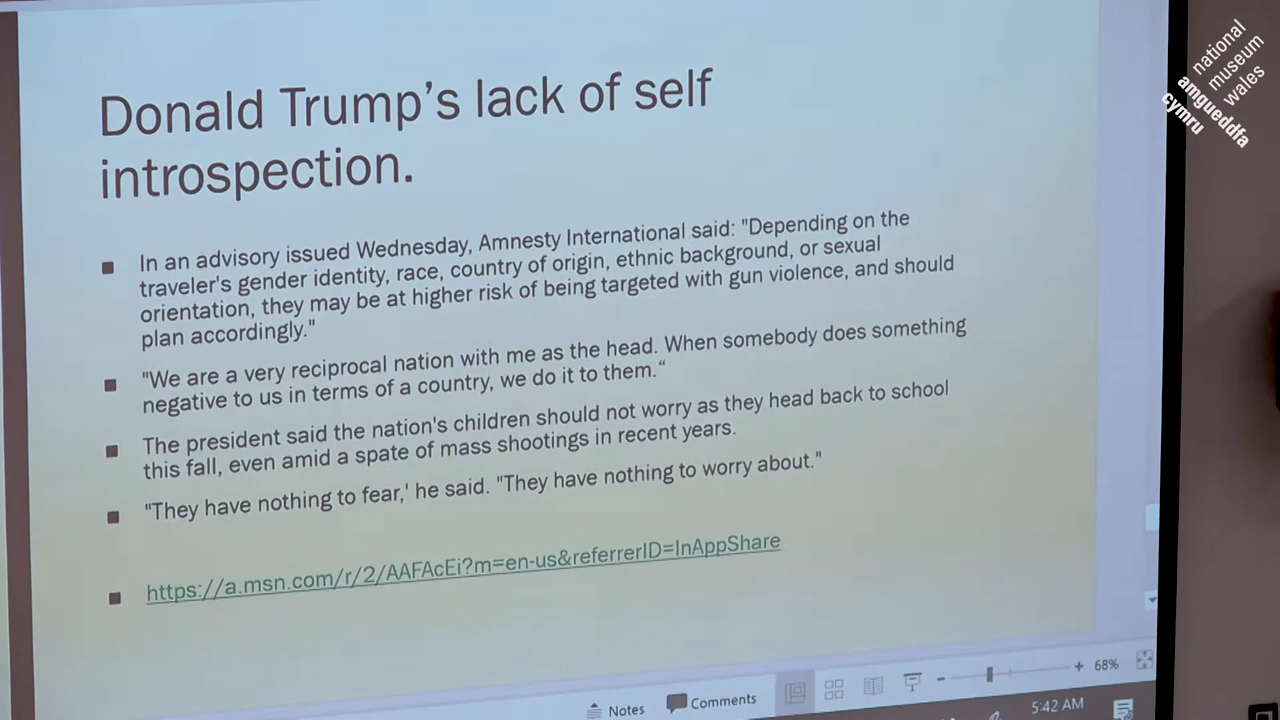 Donald Trump's lack of self
introspection.
In an advisory issued Wednesday, Amnesty International said: "Depending on the
traveler's gender identity, race, country of origin, ethnic background, or sexual
orientation, they may be at higher risk of being targeted with gun violence, and should
plan accordingly."
"We are a very reciprocal nation with me as the head. When somebody does something
negative to us in terms of a country, we do it to them.“
The president said the nation's children should not worry as they head back to school
this fall, even amid a spate of mass shootings in recent years.
"They have nothing to fear,' he said. "They have nothing to worry about."
https://a.msn.com/r/2/AAFAcEi?m=en-us&referrerID=InAppShare
Notes
Comments
68%
5:42 AM
national
museum
wales
amgueddfa
cymru